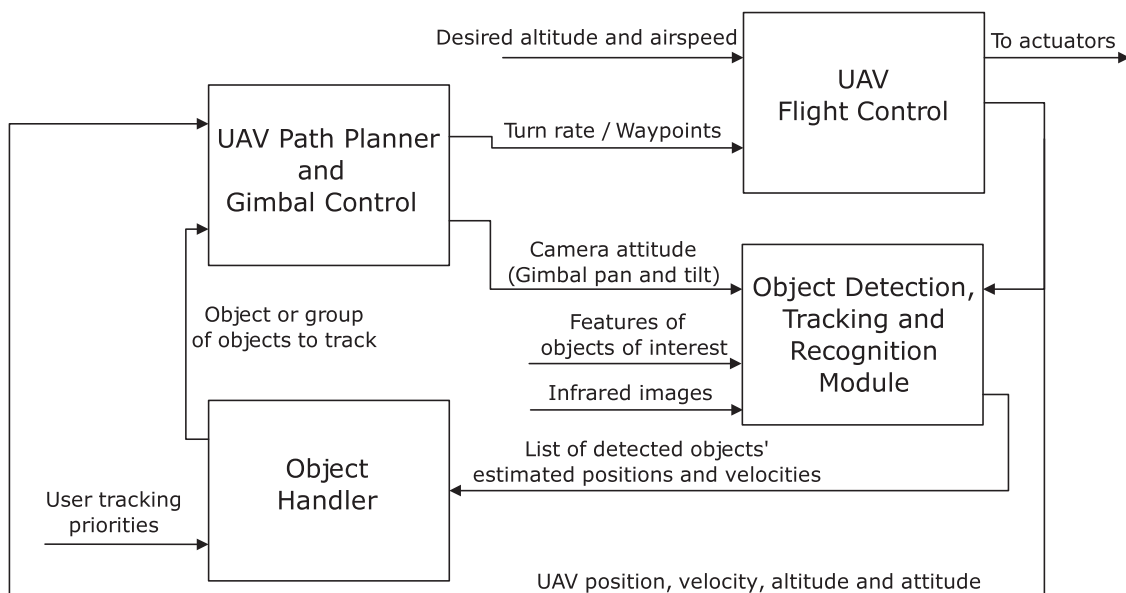 Desired altitude and airspeed
To actuators
UAV
Flight Control
UAV Path Planner
and
Gimbal Control
Turn rate / Waypoints
Camera attitude
(Gimbal pan and tilt)
Object Detection,
Tracking and
Recognition
Module
Object or group
of objects to track
Features of
objects of interest
Infrared images
List of detected objects'
estimated positions and velocities
Object
Handler
User tracking
priorities
UAV position, velocity, altitude and attitude